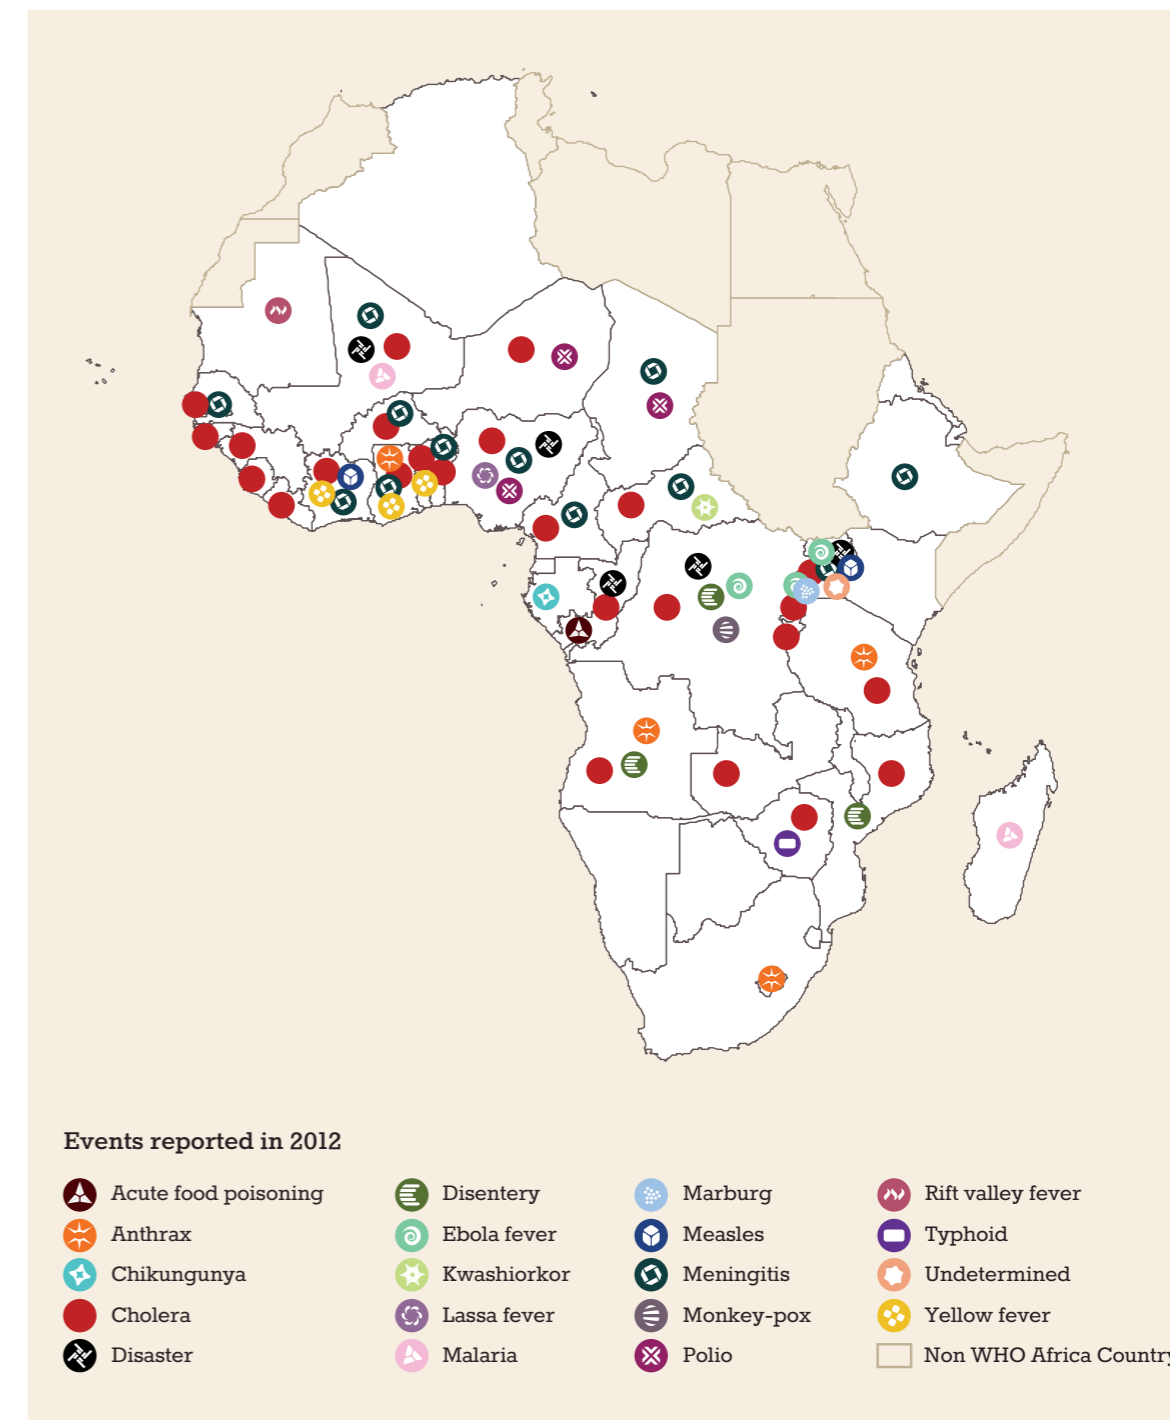 Events reported in 2012
Acute food poisoning
Anthrax
Chikungunya
Cholera
Disaster
Disentery
Ebola fever
Kwashiorkor
Lassa fever
Malaria
Marburg
Measles
Meningitis
Monkey-pox
Polio
Rift valley fever
Typhoid
Undetermined
Yellow fever
Non WHO Africa Country